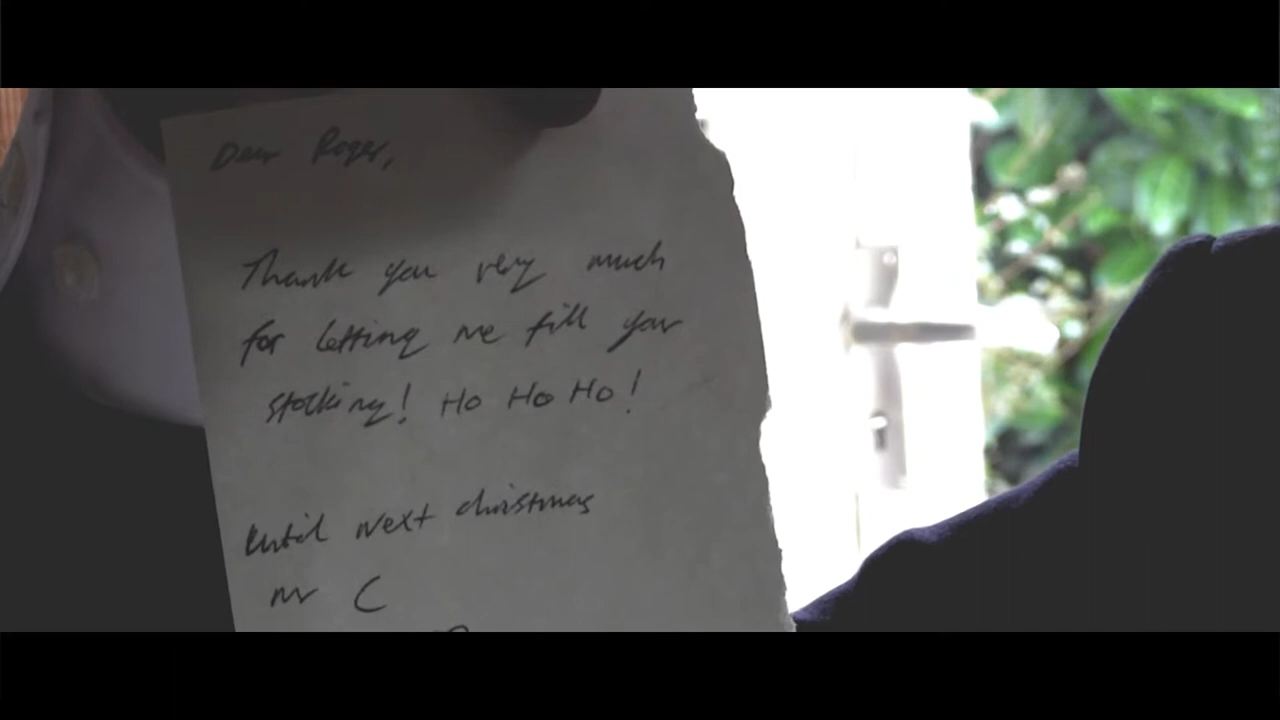 Dear Roger,
Thank you very much
for letting me fill your
stocking! Ho Ho Ho!
Until next christmas
Mr C